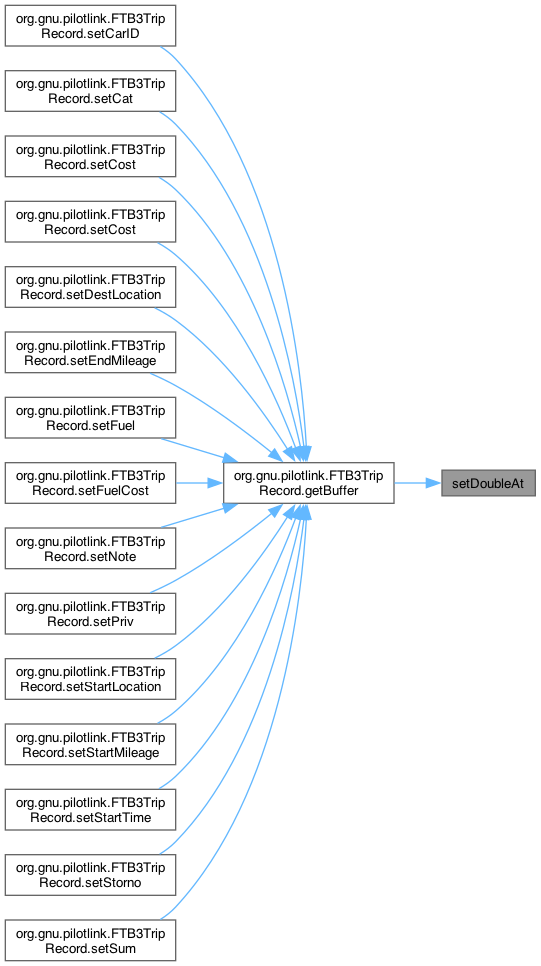 org.gnu.pilotlink.FTB3Trip
Record.setCarID
org.gnu.pilotlink.FTB3Trip
Record.setCat
org.gnu.pilotlink.FTB3Trip
Record.setCost
org.gnu.pilotlink.FTB3Trip
Record.setCost
org.gnu.pilotlink.FTB3Trip
Record.setDestLocation
org.gnu.pilotlink.FTB3Trip
Record.setEndMileage
org.gnu.pilotlink.FTB3Trip
Record.setFuel
org.gnu.pilotlink.FTB3Trip
Record.setFuelCost
org.gnu.pilotlink.FTB3Trip
Record.setNote
org.gnu.pilotlink.FTB3Trip
Record.setPriv
org.gnu.pilotlink.FTB3Trip
Record.setStartLocation
org.gnu.pilotlink.FTB3Trip
Record.setStartMileage
org.gnu.pilotlink.FTB3Trip
Record.setStartTime
org.gnu.pilotlink.FTB3Trip
Record.setStorno
org.gnu.pilotlink.FTB3Trip
Record.setSum
org.gnu.pilotlink.FTB3Trip
Record.getBuffer
setDoubleAt